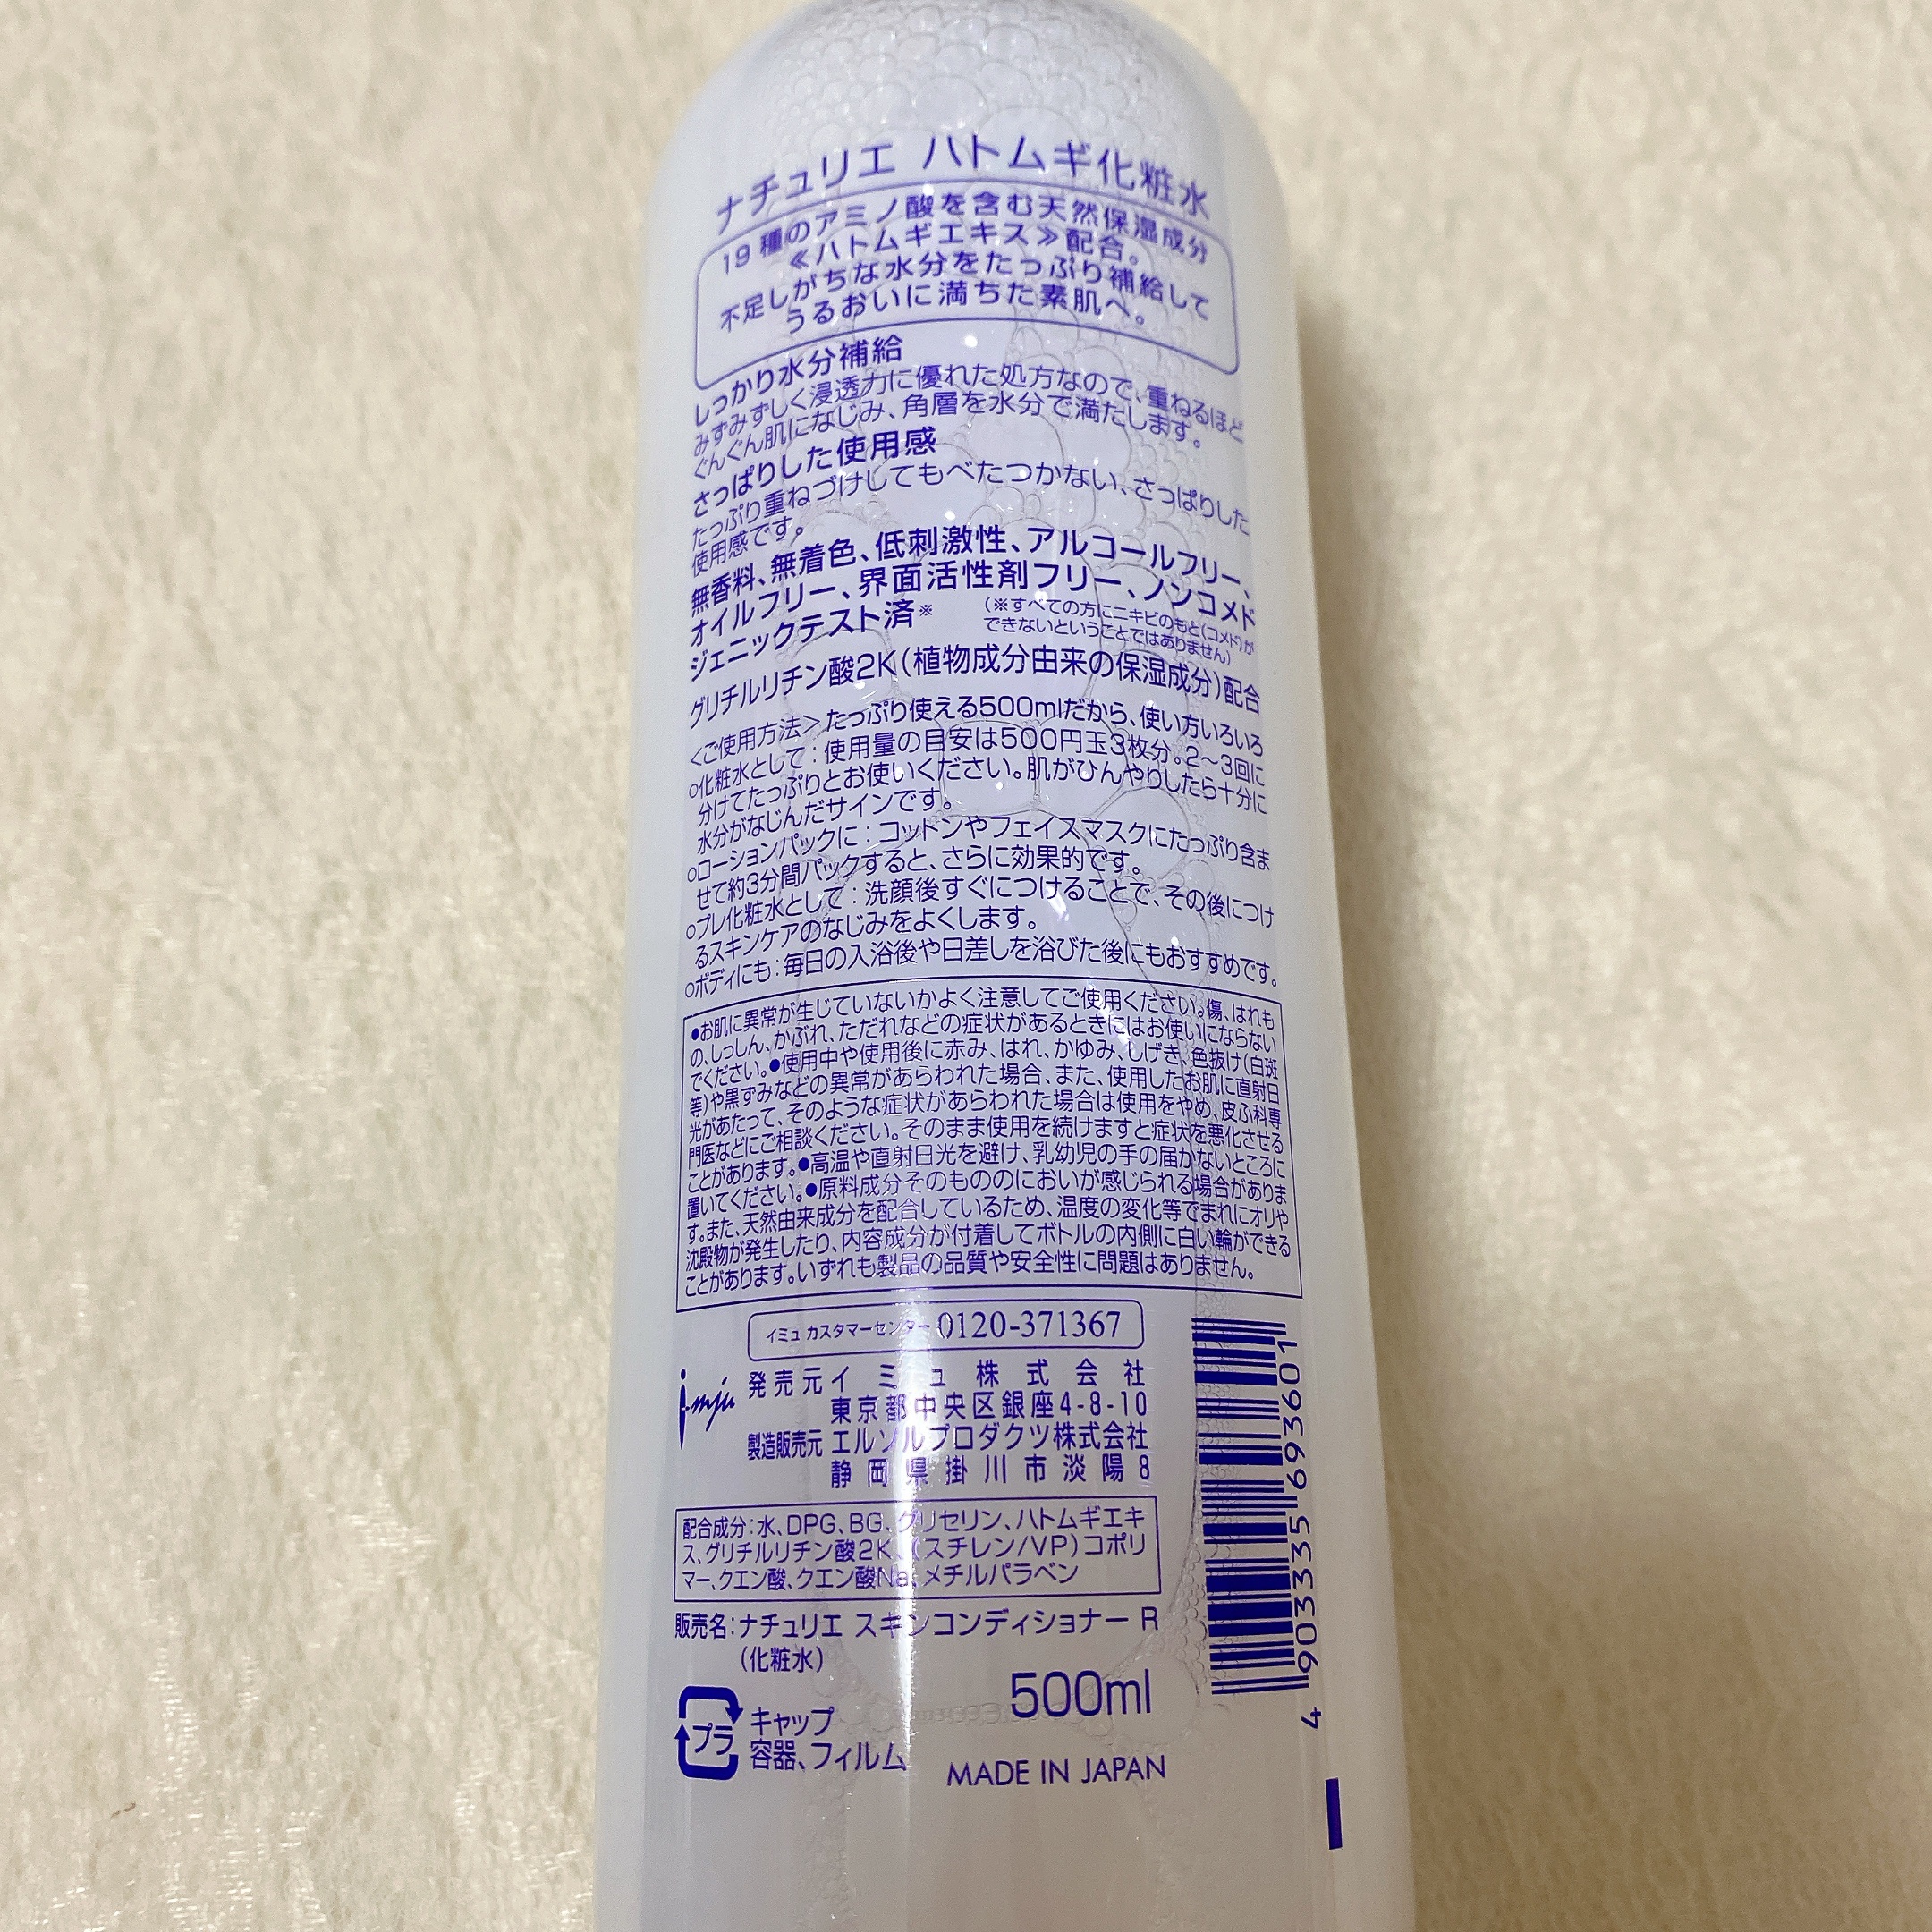 ナチュリエ ハトムギ化粧水
19種のアミノ酸を含む天然保湿成分
≪ハトムギエキス≫配合。
不足しがちな水分をたっぷり補給して
うるおいに満ちた素肌へ。
しっかり水分補給
みずみずしく浸透力に優れた処方なので、重ねるほど
ぐんぐん肌になじみ、角層を水分で満たします。
さっぱりした使用感
たっぷり重ねづけしてもべたつかない、さっぱりした
使用感です。
無香料、無着色、低刺激性、アルコールフリー、
オイルフリー、界面活性剤フリー、ノンコメド
ジェニックテスト済※
(※すべての方にニキビのもと(コメド)が
できないということではありません)
グリチルリチン酸2K(植物成分由来の保湿成分)配合
<ご使用方法>たっぷり使える500mlだから、使い方いろいろ
○化粧水として:使用量の目安は500円玉3枚分。2~3回に
分けてたっぷりとお使いください。肌がひんやりしたら十分に
水分がなじんだサインです。
○ローションパックに:コットンやフェイスマスクにたっぷり含ま
せて約3分間パックすると、さらに効果的です。
○プレ化粧水として:洗顔後すぐにつけることで、その後につけ
るスキンケアのなじみをよくします。
○ボディにも:毎日の入浴後や日差しを浴びた後にもおすすめです。
●お肌に異常が生じていないかよく注意してご使用ください。傷、はれも
の、しっしん、かぶれ、ただれなどの症状があるときにはお使いにならない
でください。●使用中や使用後に赤み、はれ、かゆみ、しげき、色抜け(白斑
等)や黒ずみなどの異常があらわれた場合、また、使用したお肌に直射日
光があたって、そのような症状があらわれた場合は使用をやめ、皮ふ科専
門医などにご相談ください。そのまま使用を続けますと症状を悪化させる
ことがあります。●高温や直射日光を避け、乳幼児の手の届かないところに
置いてください。●原料成分そのもののにおいが感じられる場合がありま
す。また、天然由来成分を配合しているため、温度の変化等でまれにオリや
沈殿物が発生したり、内容成分が付着してボトルの内側に白い輪ができる
ことがあります。いずれも製品の品質や安全性に問題はありません。
イミュ カスタマーセンター 0120-371367
imju
発売元 イミュ株式会社
東京都中央区銀座4-8-10
製造販売元 エルソルプロダクツ株式会社
静岡県掛川市淡陽8
配合成分:水、DPG、BG、グリセリン、ハトムギエキ
ス、グリチルリチン酸2K、(スチレン/VP)コポリ
マー、クエン酸、クエン酸Na、メチルパラベン
販売名:ナチュリエ スキンコンディショナー R
(化粧水)
500ml
プラ
キャップ
容器、フィルム
MADE IN JAPAN
4 903335 693601